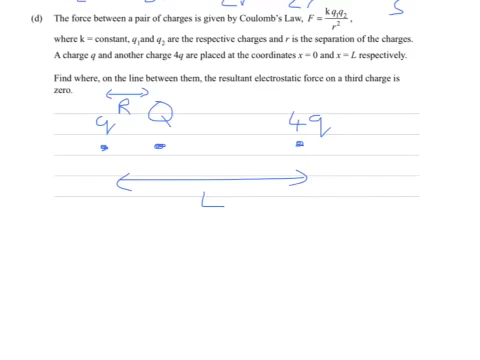 (d) The force between a pair of charges is given by Coulomb's Law, F = k q₁q₂ / r² ,
where k = constant, q₁ and q₂ are the respective charges and r is the separation of the charges.
A charge q and another charge 4q are placed at the coordinates x = 0 and x = L respectively.
Find where, on the line between them, the resultant electrostatic force on a third charge is
zero.
R
q Q 4q
L